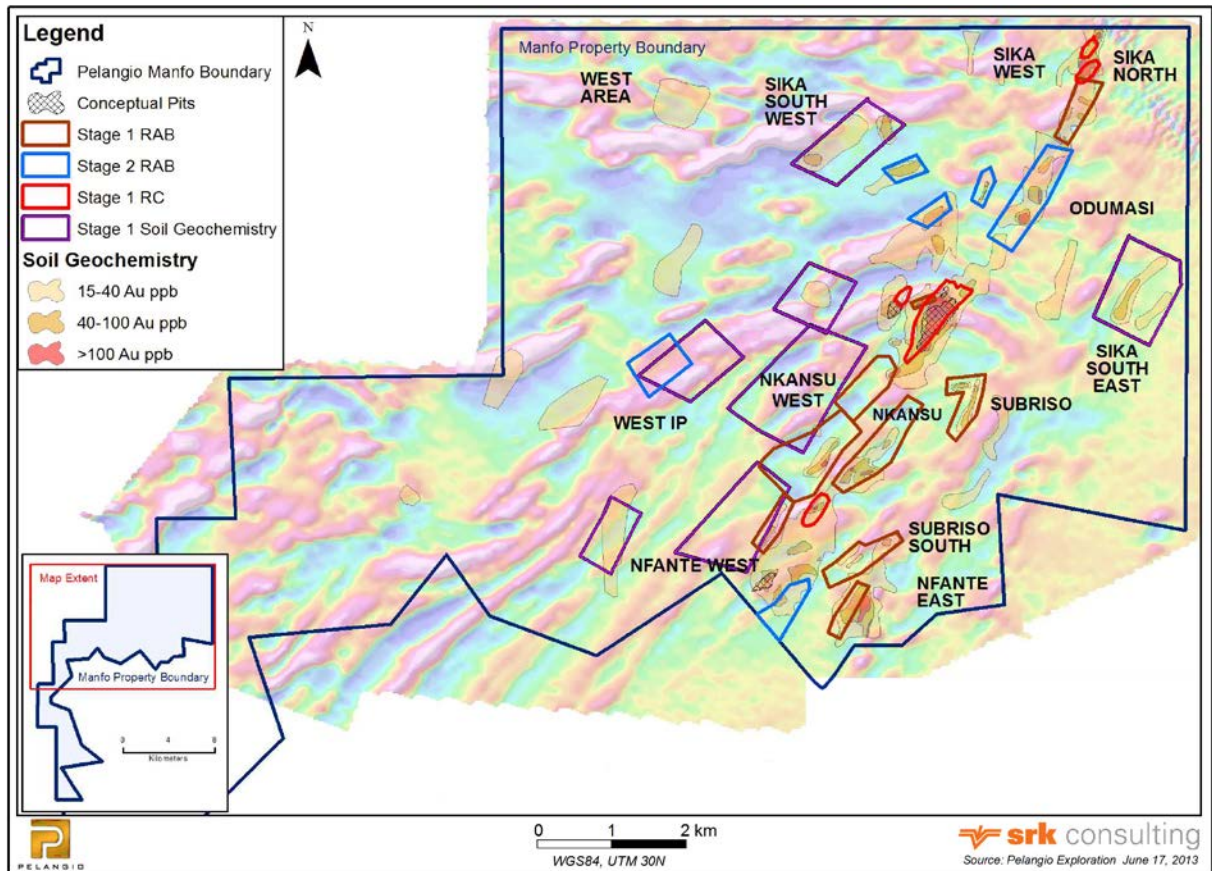 Legend
Pelangio Manfo Boundary
Conceptual Pits
Stage 1 RAB
Stage 2 RAB
Stage 1 RC
Stage 1 Soil Geochemistry
Soil Geochemistry
15-40 Au ppb
40-100 Au ppb
>100 Au ppb
N
Manfo Property Boundary
WEST
AREA
SIKA
SOUTH
WEST
SIKA
WEST
SIKA
NORTH
ODUMASI
SIKA
SOUTH
EAST
NKANSU
WEST
NKANSU
SUBRISO
WEST IP
SUBRISO
SOUTH
NFANTE WEST
NFANTE
EAST
Map Extent
Manfo Property Boundary
0 4 8
Kilometers
PELANGIO
0 1 2 km
WGS84, UTM 30N
srk consulting
Source: Pelangio Exploration June 17, 2013